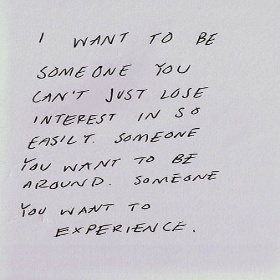 I WANT TO BE
SOMEONE YOU
CAN'T JUST LOSE
INTEREST IN SO
EASILY. SOMEONE
YOU WANT TO BE
AROUND. SOMEONE
YOU WANT TO
EXPERIENCE.